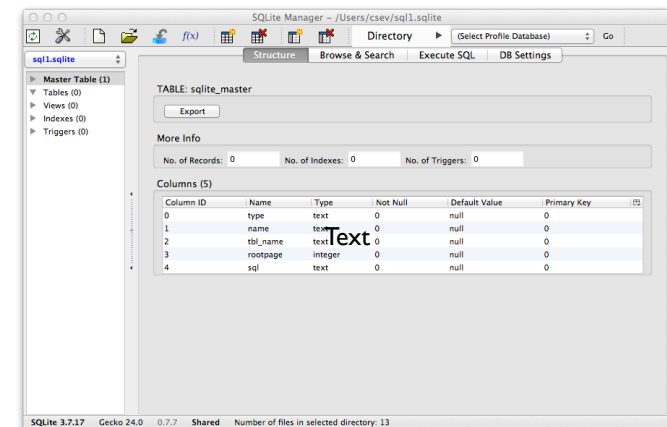 SQLite Manager - /Users/csev/sql1.sqlite
f(x) Directory (Select Profile Database) Go
sql1.sqlite
Structure Browse & Search Execute SQL DB Settings
Master Table (1)
Tables (0)
Views (0)
Indexes (0)
Triggers (0)
TABLE: sqlite_master
Export
More Info
No. of Records: 0 No. of Indexes: 0 No. of Triggers: 0
Columns (5)
Column ID Name Type Not Null Default Value Primary Key
0 type text 0 null 0
1 name text 0 null 0
2 tbl_name text 0 null 0
3 rootpage integer 0 null 0
4 sql text 0 null 0
Text
SQLite 3.7.17 Gecko 24.0 0.7.7 Shared Number of files in selected directory: 13